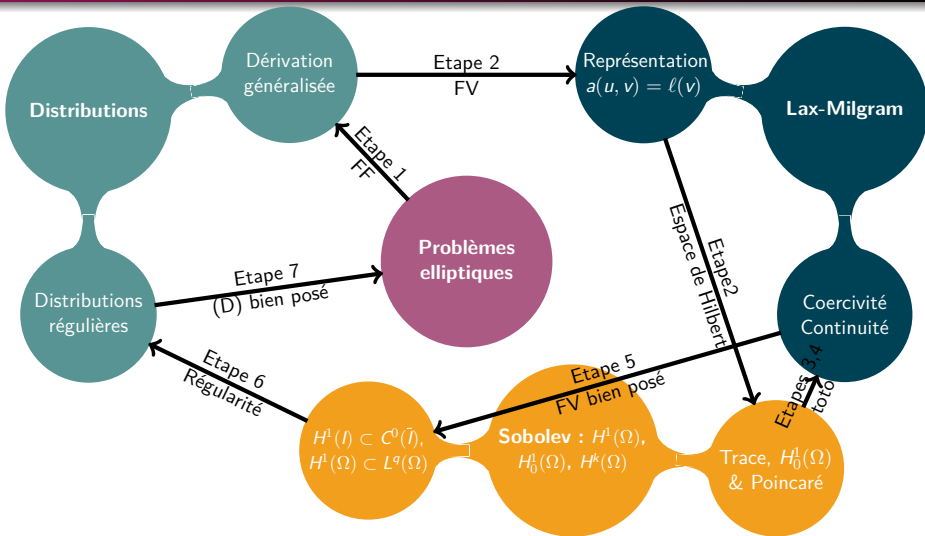 Dérivation
généralisée
Etape 2
FV
Représentation
a(u, v) = ℓ(v)
Distributions
Lax-Milgram
Etape 1
FF
Problèmes
elliptiques
Etape2
Espace de Hilbert
Etape 7
(D) bien posé
Distributions
régulières
Coercivité
Continuité
Etape 6
Régularité
Etape 5
FV bien posé
Etapes 3,4
toto
H¹(I) ⊂ C⁰(Ī),
H¹(Ω) ⊂ L^q(Ω)
Sobolev : H¹(Ω),
H¹₀(Ω), H^k(Ω)
Trace, H¹₀(Ω)
& Poincaré